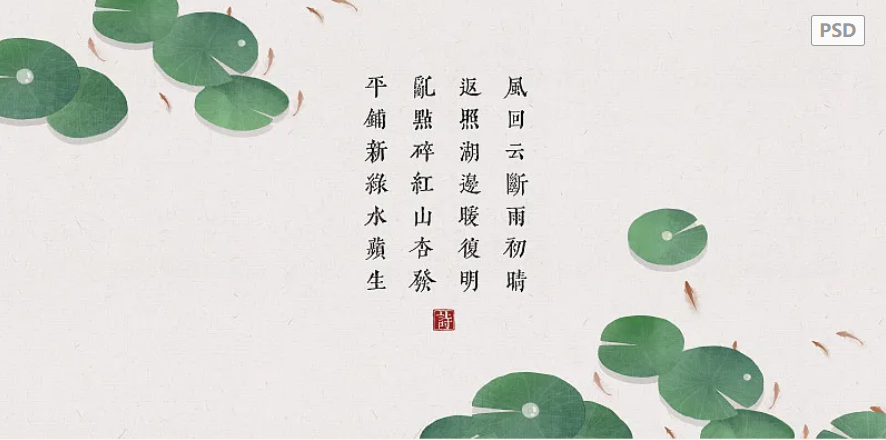 風回云斷雨初晴
返照湖邊暖復明
亂點碎紅山杏發
平鋪新綠水蘋生
詩
PSD